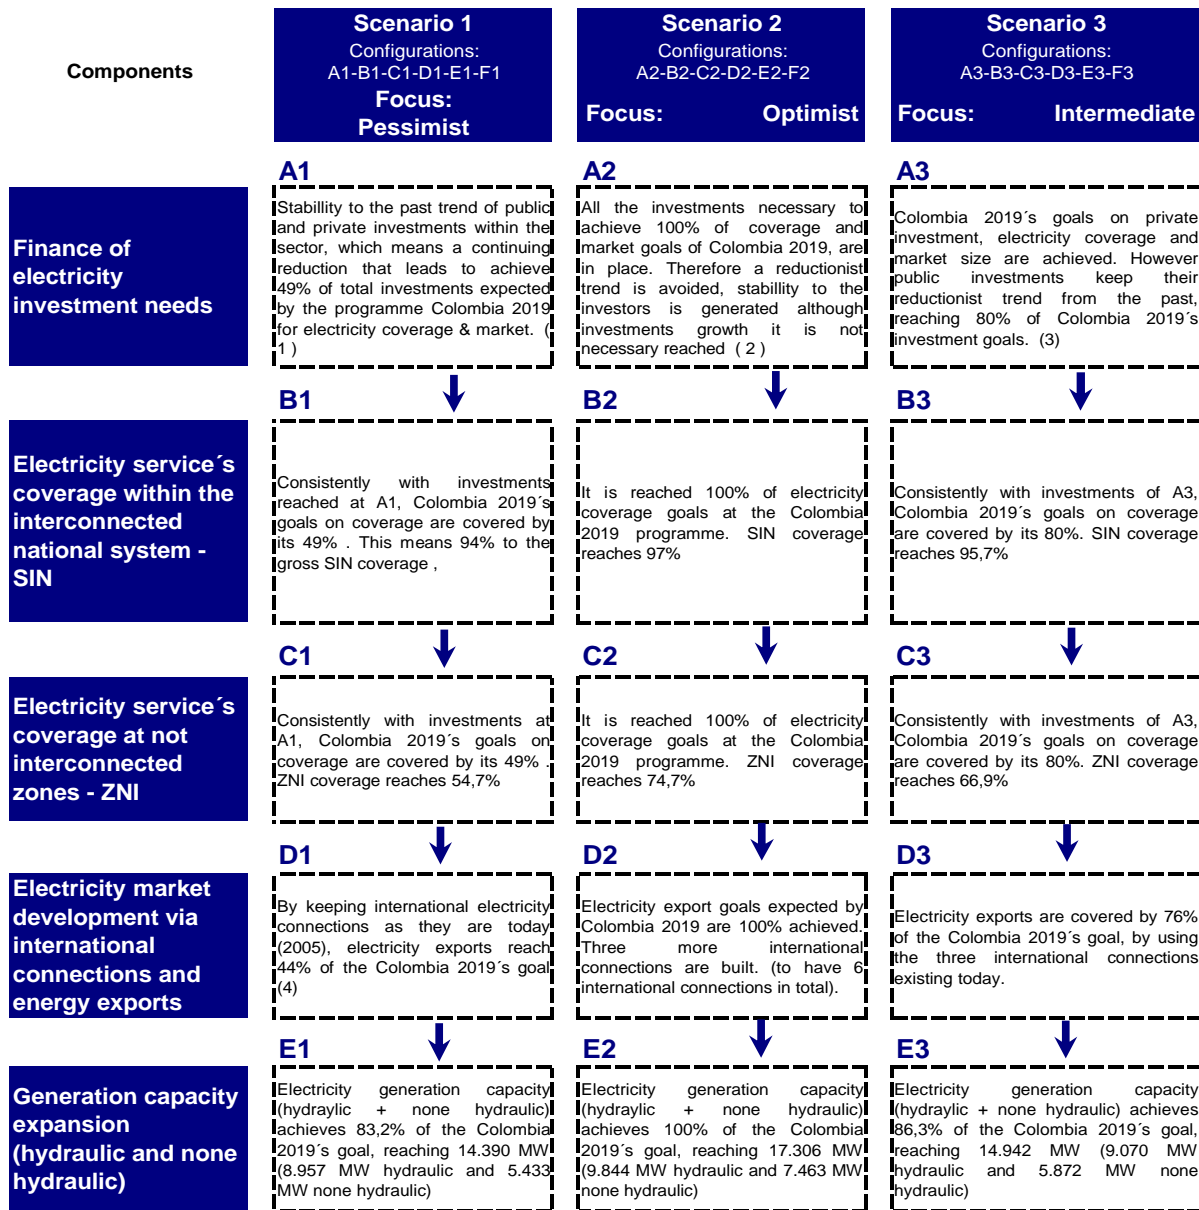 Components
Scenario 1
Configurations:
A1-B1-C1-D1-E1-F1
Focus:
Pessimist
Scenario 2
Configurations:
A2-B2-C2-D2-E2-F2
Focus: Optimist
Scenario 3
Configurations:
A3-B3-C3-D3-E3-F3
Focus: Intermediate
Finance of
electricity
investment needs
A1
Stabillity to the past trend of public
and private investments within the
sector, which means a continuing
reduction that leads to achieve
49% of total investments expected
by the programme Colombia 2019
for electricity coverage & market. (
1 )
A2
All the investments necessary to
achieve 100% of coverage and
market goals of Colombia 2019, are
in place. Therefore a reductionist
trend is avoided, stabillity to the
investors is generated although
investments growth it is not
necessary reached ( 2 )
A3
Colombia 2019´s goals on private
investment, electricity coverage and
market size are achieved. However
public investments keep their
reductionist trend from the past,
reaching 80% of Colombia 2019´s
investment goals. (3)
Electricity service´s
coverage within the
interconnected
national system -
SIN
B1
Consistently with investments
reached at A1, Colombia 2019´s
goals on coverage are covered by
its 49% . This means 94% to the
gross SIN coverage ,
B2
It is reached 100% of electricity
coverage goals at the Colombia
2019 programme. SIN coverage
reaches 97%
B3
Consistently with investments of A3,
Colombia 2019´s goals on coverage
are covered by its 80%. SIN coverage
reaches 95,7%
Electricity service´s
coverage at not
interconnected
zones - ZNI
C1
Consistently with investments at
A1, Colombia 2019´s goals on
coverage are covered by its 49% .
ZNI coverage reaches 54,7%
C2
It is reached 100% of electricity
coverage goals at the Colombia
2019 programme. ZNI coverage
reaches 74,7%
C3
Consistently with investments of A3,
Colombia 2019´s goals on coverage
are covered by its 80%. ZNI coverage
reaches 66,9%
Electricity market
development via
international
connections and
energy exports
D1
By keeping international electricity
connections as they are today
(2005), electricity exports reach
44% of the Colombia 2019´s goal
(4)
D2
Electricity export goals expected by
Colombia 2019 are 100% achieved.
Three more international
connections are built. (to have 6
international connections in total).
D3
Electricity exports are covered by 76%
of the Colombia 2019´s goal, by using
the three international connections
existing today.
Generation capacity
expansion
(hydraulic and none
hydraulic)
E1
Electricity generation capacity
(hydraylic + none hydraulic)
achieves 83,2% of the Colombia
2019´s goal, reaching 14.390 MW
(8.957 MW hydraulic and 5.433
MW none hydraulic)
E2
Electricity generation capacity
(hydraylic + none hydraulic)
achieves 100% of the Colombia
2019´s goal, reaching 17.306 MW
(9.844 MW hydraulic and 7.463 MW
none hydraulic)
E3
Electricity generation capacity
(hydraylic + none hydraulic) achieves
86,3% of the Colombia 2019´s goal,
reaching 14.942 MW (9.070 MW
hydraulic and 5.872 MW none
hydraulic)